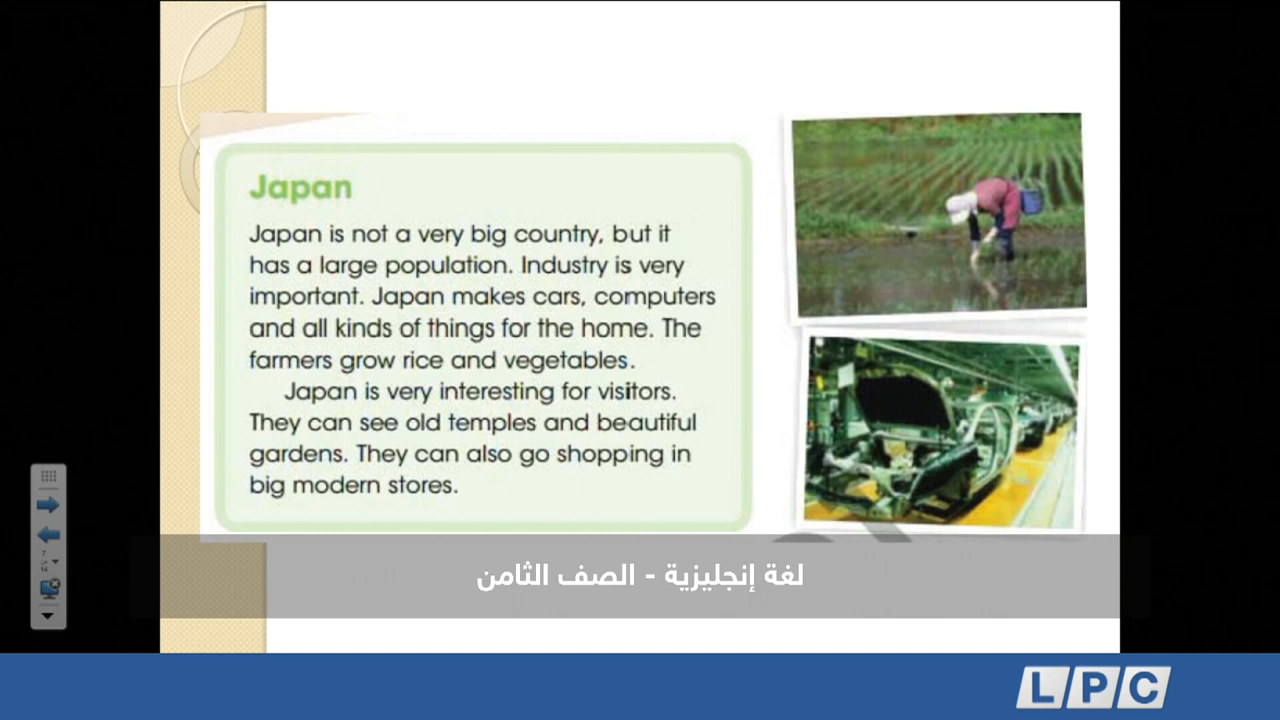 Japan
Japan is not a very big country, but it
has a large population. Industry is very
important. Japan makes cars, computers
and all kinds of things for the home. The
farmers grow rice and vegetables.
Japan is very interesting for visitors.
They can see old temples and beautiful
gardens. They can also go shopping in
big modern stores.
لغة إنجليزية - الصف الثامن
LPC